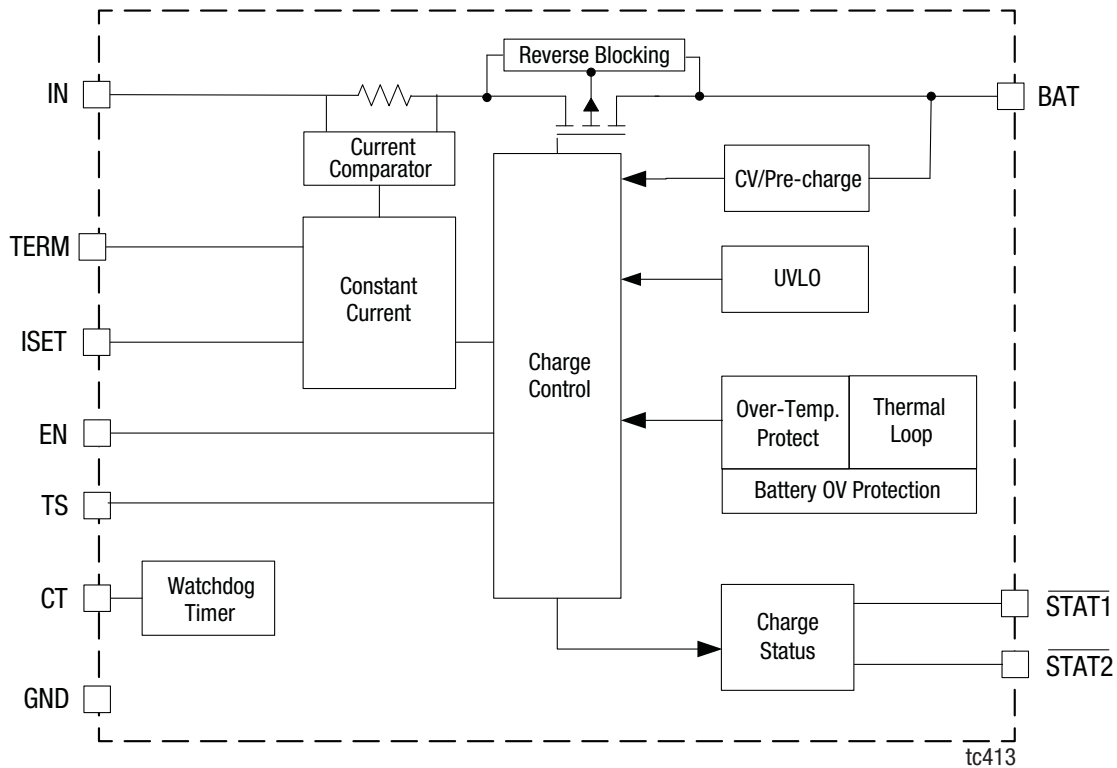 Reverse Blocking
IN
BAT
Current
Comparator
CV/Pre-charge
TERM
Constant
Current
UVLO
ISET
Charge
Control
Over-Temp.
Protect
Thermal
Loop
EN
Battery OV Protection
TS
CT
Watchdog
Timer
Charge
Status
STAT1
STAT2
GND
tc413